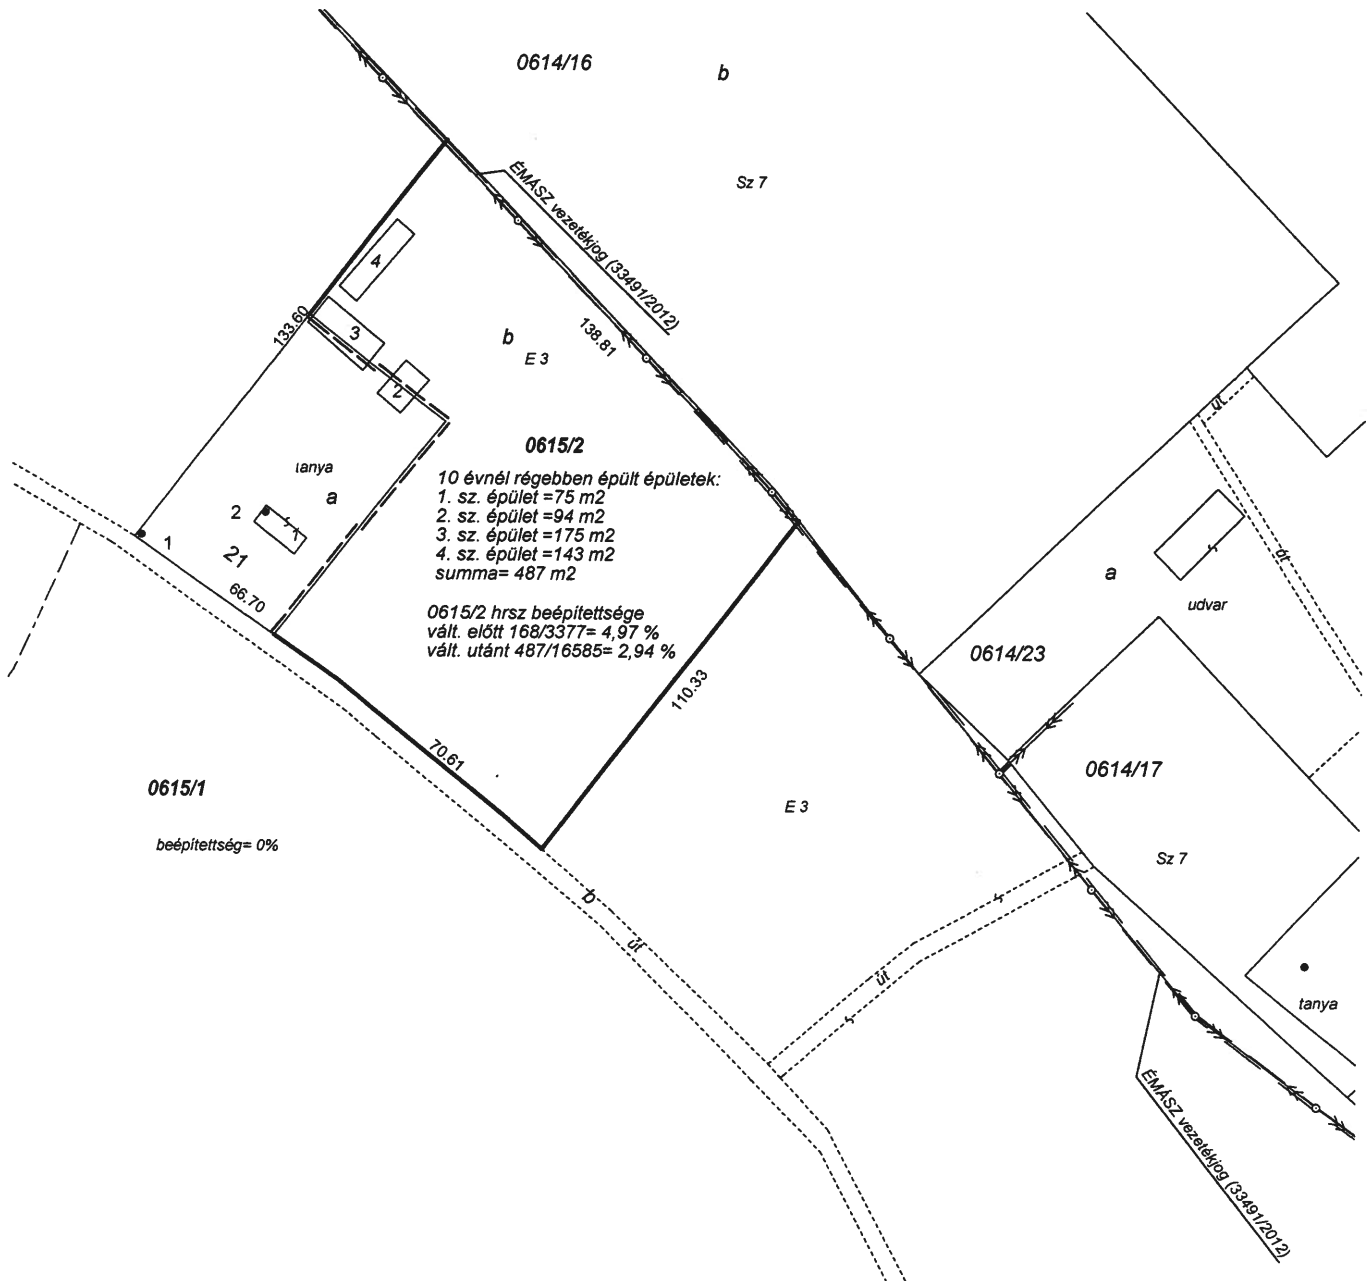 0614/16
b
Sz 7
ÉMÁSZ vezetékjog (33491/2012)
4
133.60
3
b
E 3
138.81
2
út
0615/2
10 évnél régebben épült épületek:
1. sz. épület =75 m2
2. sz. épület =94 m2
3. sz. épület =175 m2
4. sz. épület =143 m2
summa= 487 m2
tanya
a
2
1
1
21
66.70
0615/2 hrsz beépítettsége
vált. előtt 168/3377= 4,97 %
vált. utánt 487/16585= 2,94 %
út
a
udvar
0614/23
110.33
70.61
0615/1
beépítettség= 0%
E 3
0614/17
Sz 7
b
út
út
tanya
ÉMÁSZ vezetékjog (33491/2012)